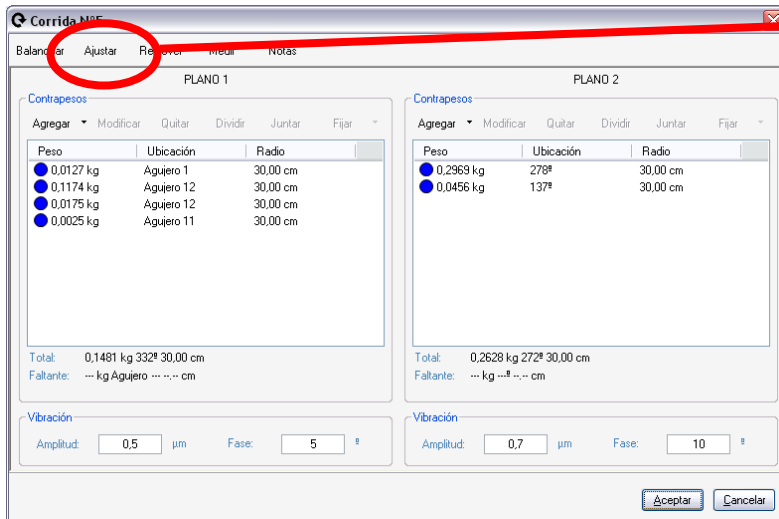 Corrida Nº5
Balancear Ajustar Remover Medir Notas
PLANO 1
Contrapesos
Agregar Modificar Quitar Dividir Juntar Fijar
Peso Ubicación Radio
0,0127 kg Agujero 1 30,00 cm
0,1174 kg Agujero 12 30,00 cm
0,0175 kg Agujero 12 30,00 cm
0,0025 kg Agujero 11 30,00 cm
Total: 0,1481 kg 332º 30,00 cm
Faltante: --- kg Agujero --- --,-- cm
Vibración
Amplitud: 0,5 µm Fase: 5 º
PLANO 2
Contrapesos
Agregar Modificar Quitar Dividir Juntar Fijar
Peso Ubicación Radio
0,2969 kg 278º 30,00 cm
0,0456 kg 137º 30,00 cm
Total: 0,2628 kg 272º 30,00 cm
Faltante: --- kg ---º --,-- cm
Vibración
Amplitud: 0,7 µm Fase: 10 º
Aceptar Cancelar